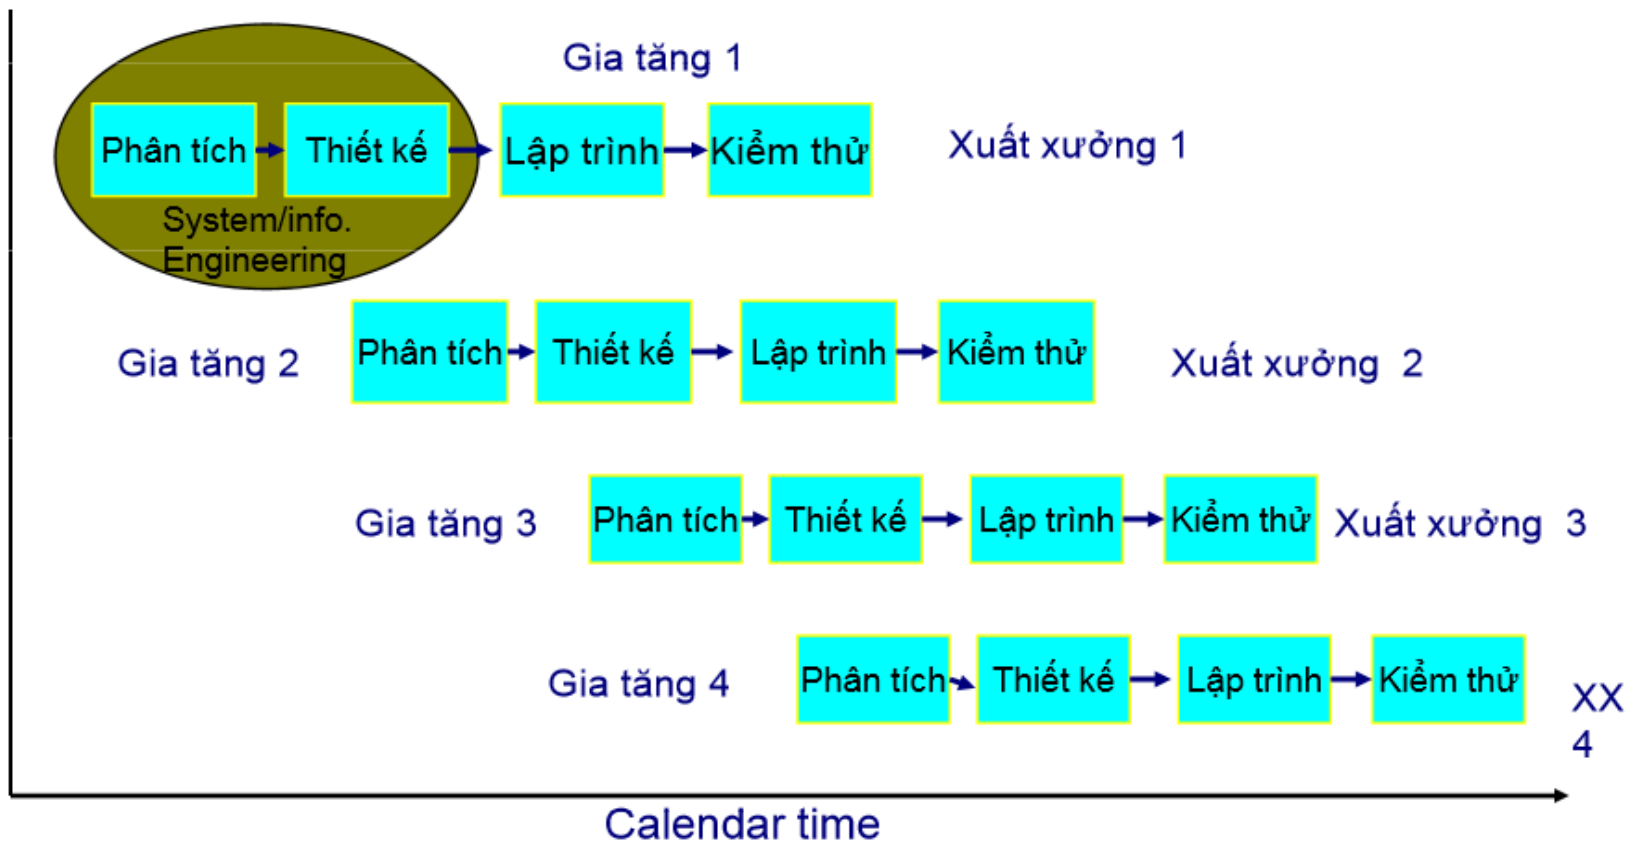 Gia tăng 1
Phân tích
Thiết kế
Lập trình
Kiểm thử
Xuất xưởng 1
System/info.
Engineering
Gia tăng 2
Phân tích
Thiết kế
Lập trình
Kiểm thử
Xuất xưởng 2
Gia tăng 3
Phân tích
Thiết kế
Lập trình
Kiểm thử
Xuất xưởng 3
Gia tăng 4
Phân tích
Thiết kế
Lập trình
Kiểm thử
XX
4
Calendar time